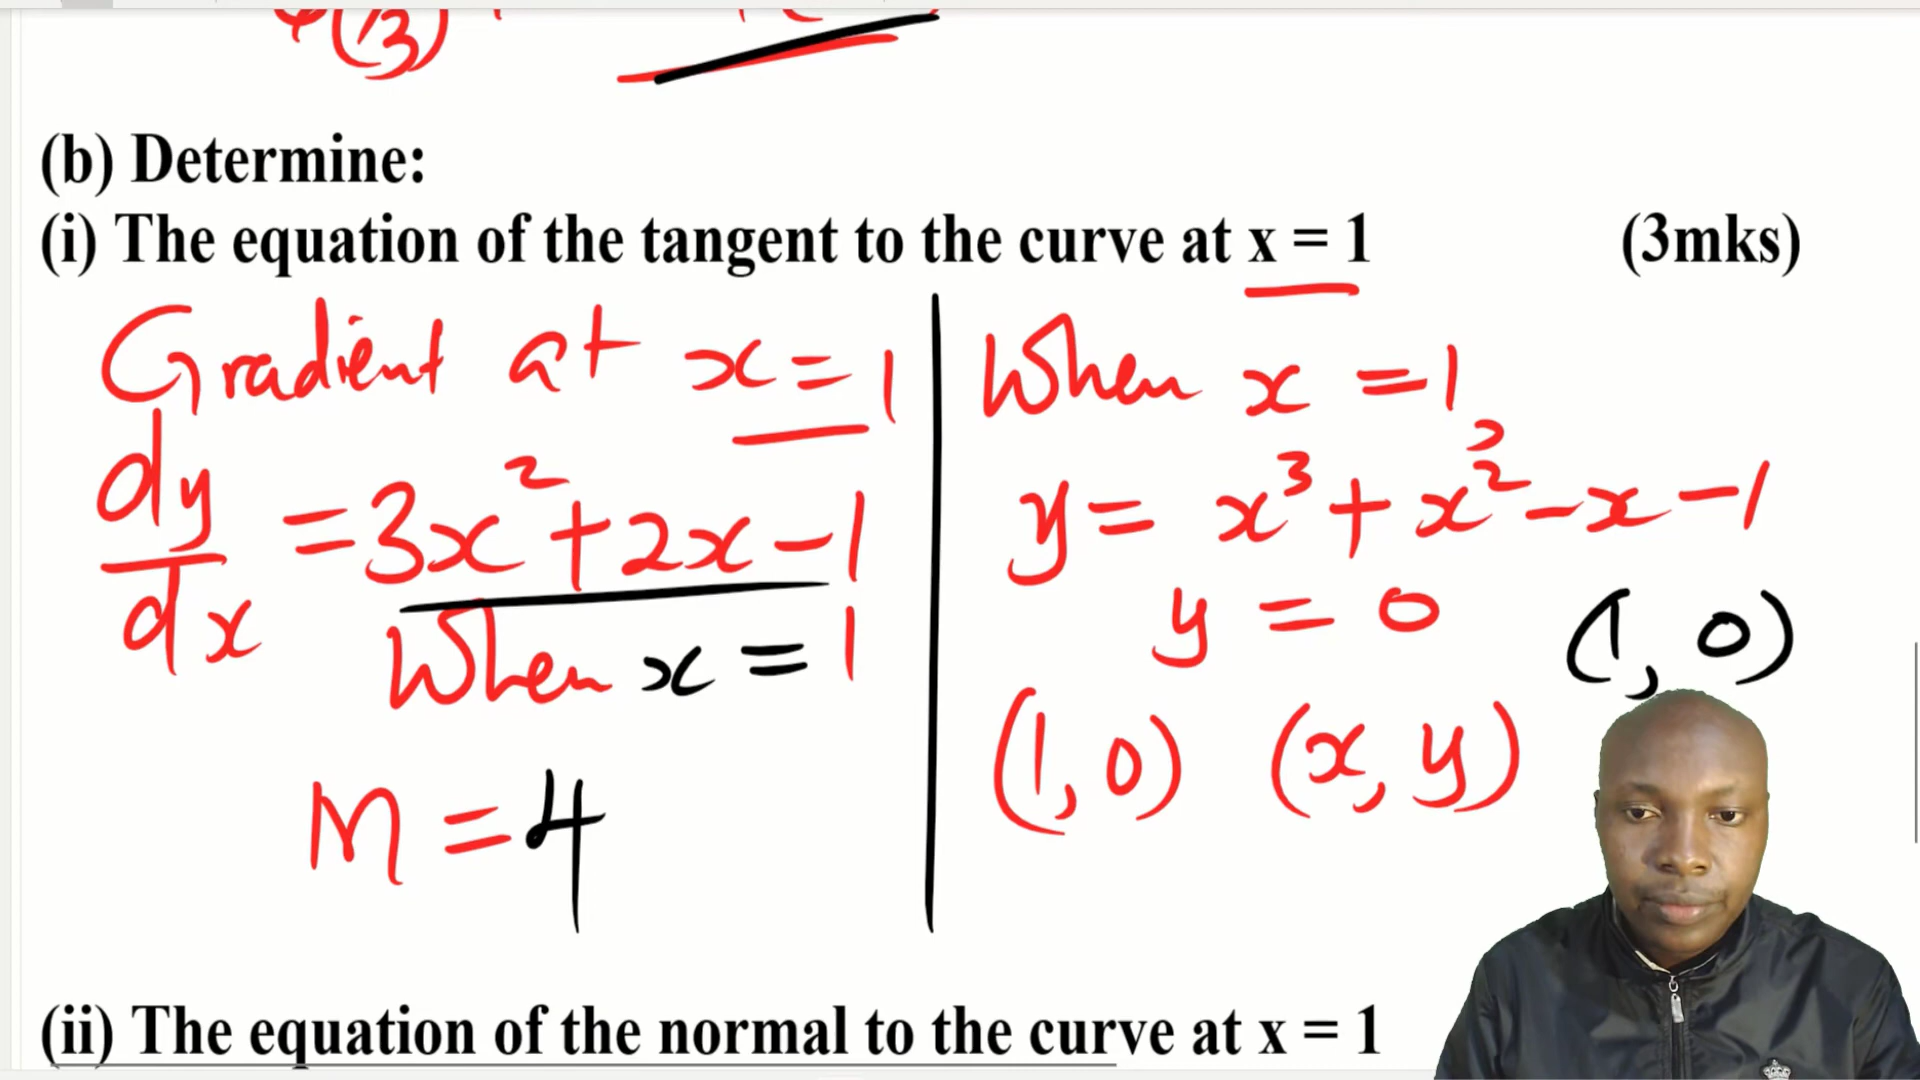 (b) Determine:
(i) The equation of the tangent to the curve at x = 1 (3mks)
Gradient at x = 1
dy/dx = 3x² + 2x - 1
When x = 1
M = 4
When x = 1
y = x³ + x² - x - 1
y = 0 (1, 0)
(1, 0) (x, y)
(ii) The equation of the normal to the curve at x = 1